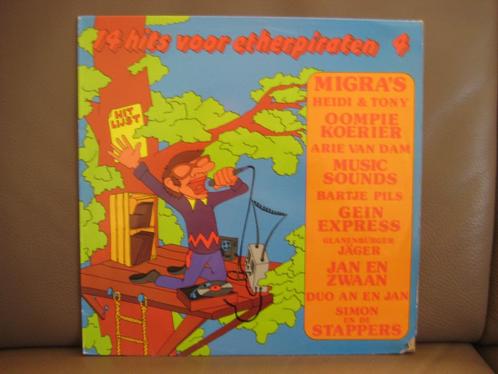 14 hits voor etherpiraten 4
HIT
LIJST
MIGRA'S
HEIDI & TONY
OOMPIE
KOERIER
ARIE VAN DAM
MUSIC
SOUNDS
BARTJE PILS
GEIN
EXPRESS
GLANENBURGER
JÄGER
JAN EN
ZWAAN
DUO AN EN JAN
SIMON
EN DE
STAPPERS